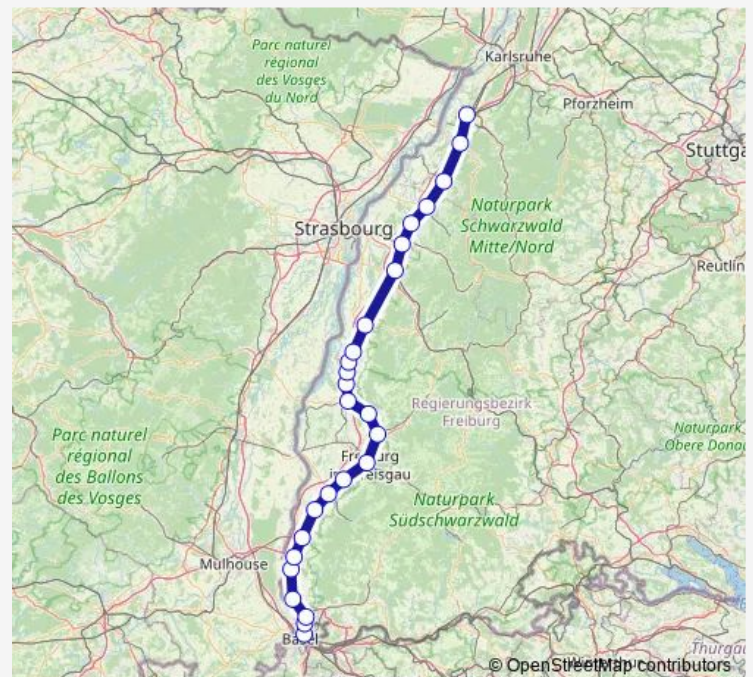 Karlsruhe
Parc naturel
régional
des Vosges
du Nord
Pforzheim
Stuttga
Naturpark
Schwarzwald
Mitte/Nord
Strasbourg
Reutlin
Regierungsbezirk
Freiburg
Parc naturel
régional
des Ballons
des Vosges
Naturpark
Obere Donau
Naturpark
Südschwarzwald
Mulhouse
Basel
Thurgau
© OpenStreetMap contributors